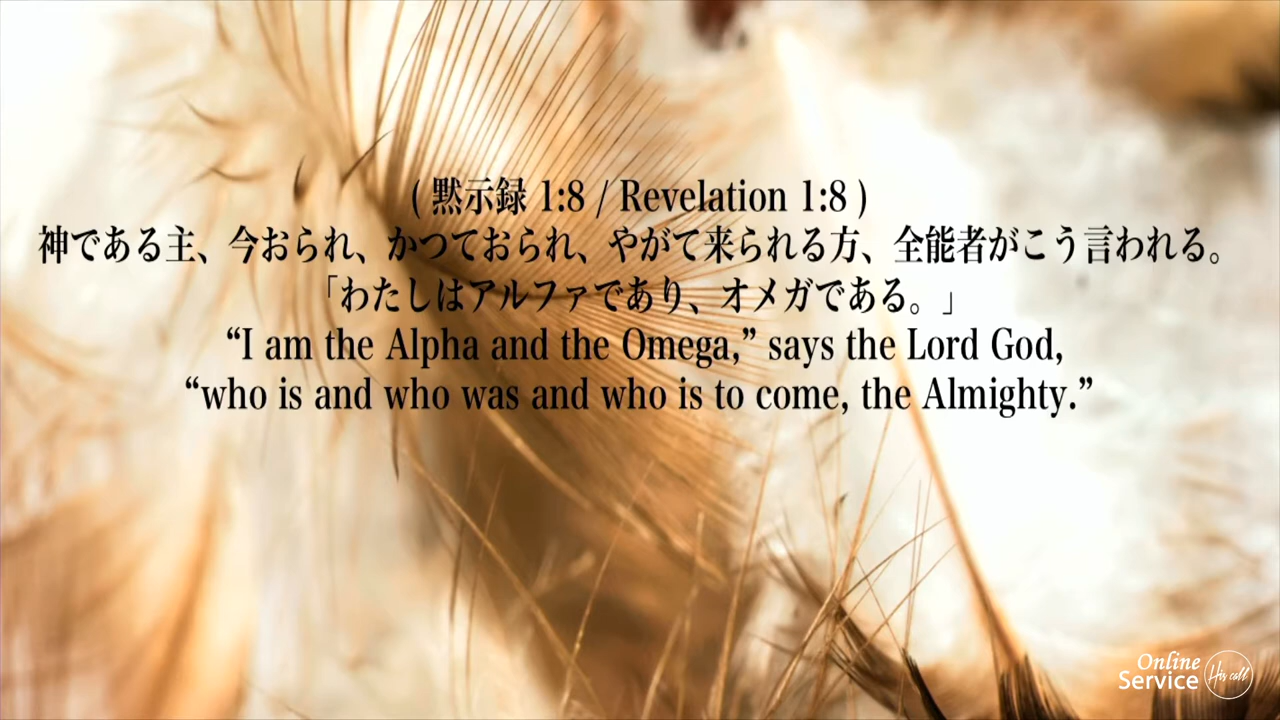 ( 黙示録 1:8 / Revelation 1:8 )
神である主、今おられ、かつておられ、やがて来られる方、全能者がこう言われる。
「わたしはアルファであり、オメガである。」
“I am the Alpha and the Omega,” says the Lord God,
“who is and who was and who is to come, the Almighty.”
Online
Service
His call